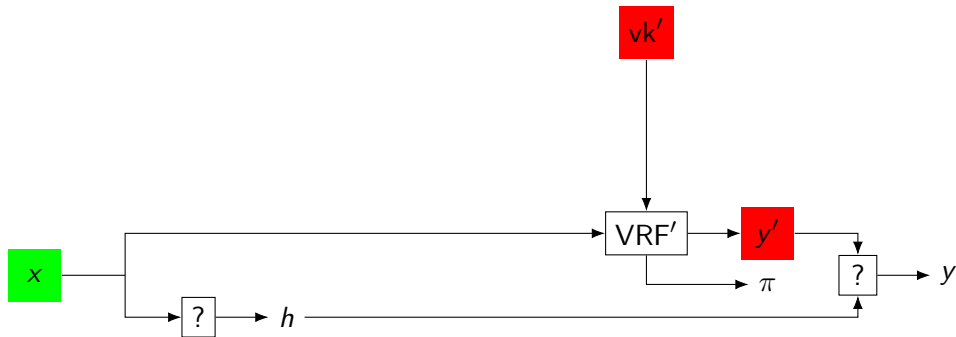 vk′
VRF′ y′
π
x ? y
? h